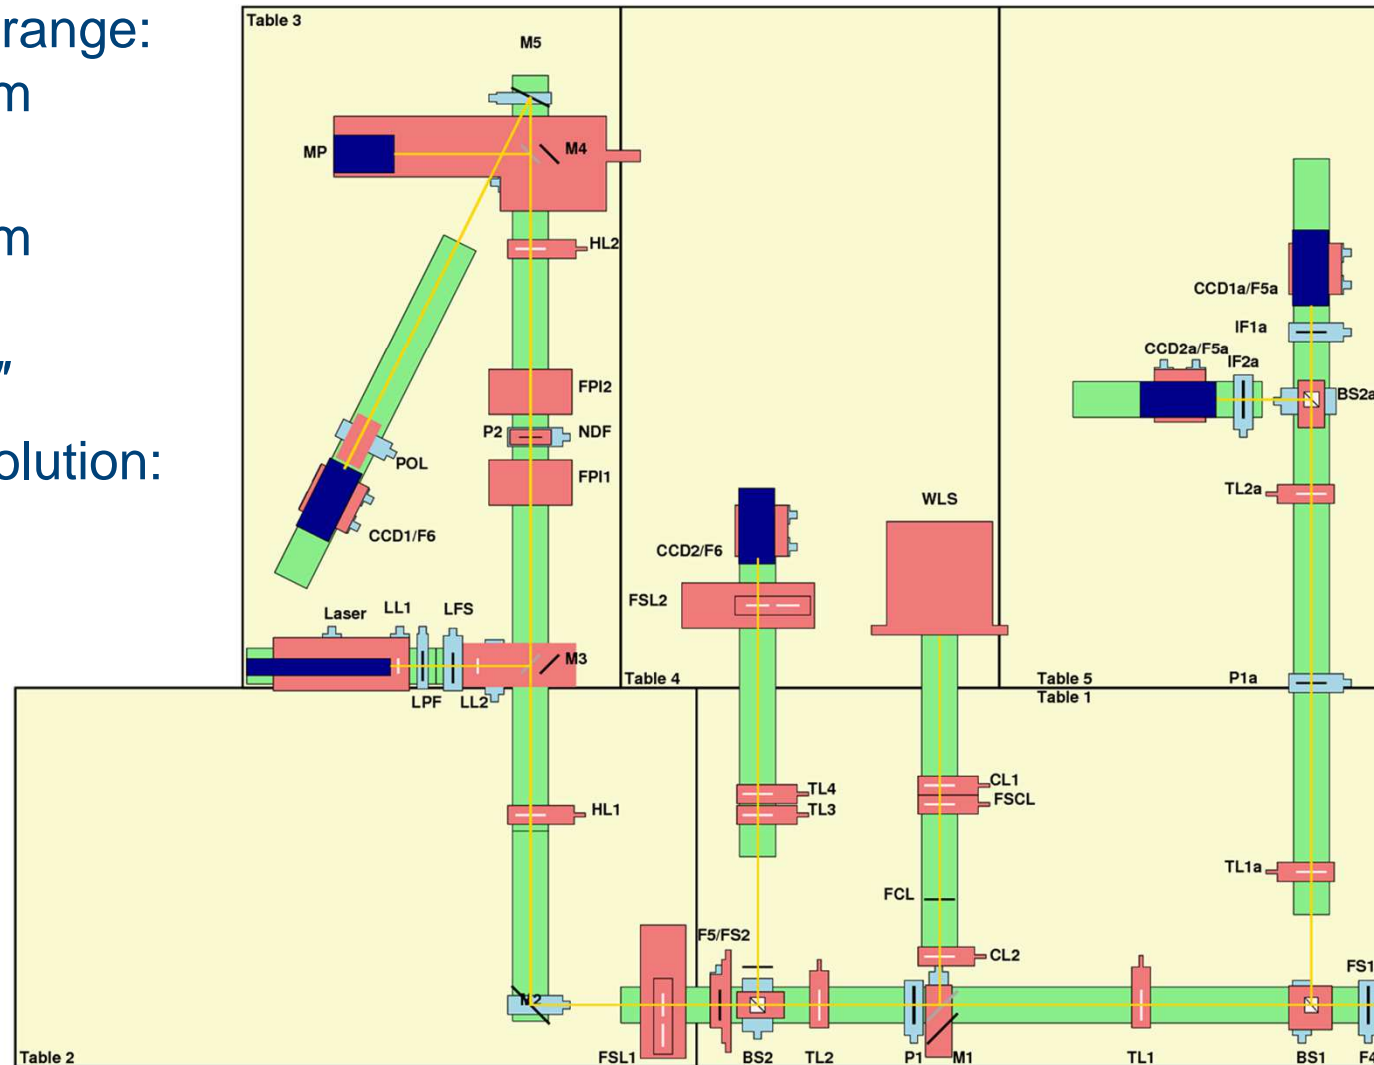 range:
m
m
″
olution:
Table 3
M5
MP
M4
HL2
FPI2
P2
NDF
FPI1
POL
CCD1/F6
Laser
LL1
LFS
M3
LPF
LL2
HL1
M2
Table 2
Table 4
CCD2/F6
FSL2
WLS
TL4
TL3
CL1
FSCL
FCL
CL2
F5/FS2
FSL1
BS2
TL2
P1
M1
TL1
BS1
F4
FS1
Table 5
Table 1
CCD1a/F5a
IF1a
CCD2a/F5a
IF2a
BS2a
TL2a
P1a
TL1a